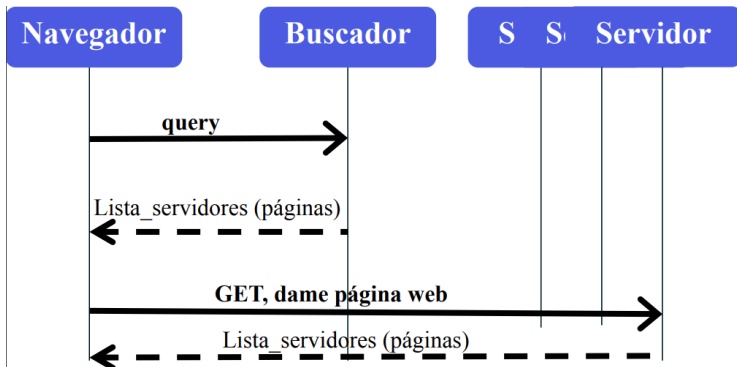 Navegador
Buscador
S
S
Servidor
query
Lista_servidores (páginas)
GET, dame página web
Lista_servidores (páginas)